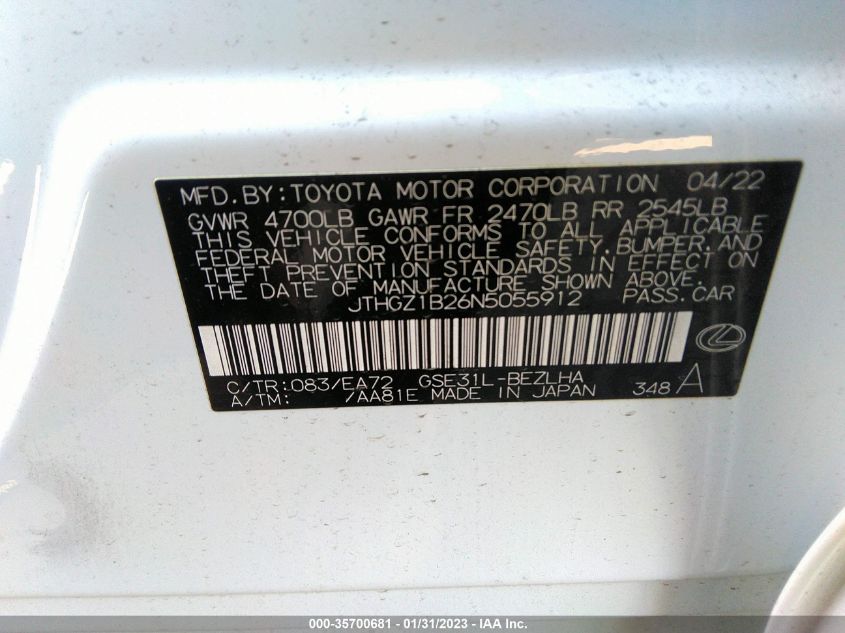 MFD. BY: TOYOTA MOTOR CORPORATION 04/22
GVWR 4700LB GAWR FR 2470LB RR 2545LB
THIS VEHICLE CONFORMS TO ALL APPLICABLE
FEDERAL MOTOR VEHICLE SAFETY, BUMPER, AND
THEFT PREVENTION STANDARDS IN EFFECT ON
THE DATE OF MANUFACTURE SHOWN ABOVE.
JTHGZ1B26N5055912 PASS. CAR
C/TR: 083/EA72 GSE31L-BEZLHA
A/TM: /AA81E MADE IN JAPAN 348 A
000-35700681 - 01/31/2023 - IAA Inc.